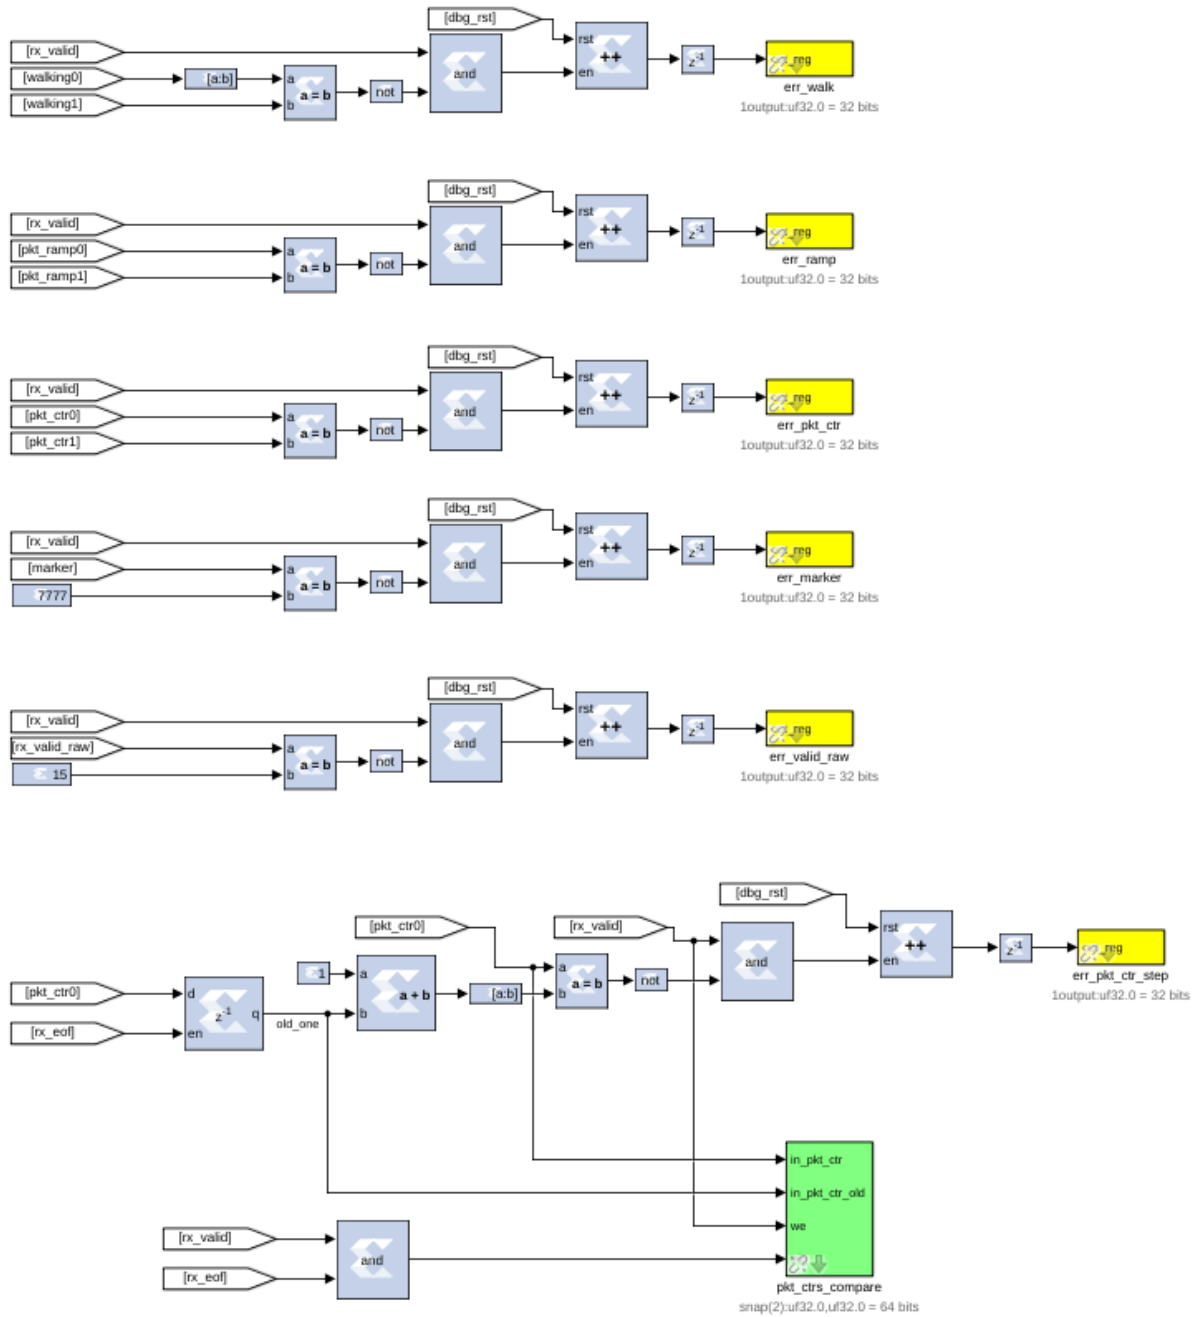 [dbg_rst]
[rx_valid]
[walking0]
[walking1]
[a:b]
a
b
a = b
not
and
rst
en
++
z-1
reg
err_walk
1output:uf32.0 = 32 bits
[dbg_rst]
[rx_valid]
[pkt_ramp0]
[pkt_ramp1]
a
b
a = b
not
and
rst
en
++
z-1
reg
err_ramp
1output:uf32.0 = 32 bits
[dbg_rst]
[rx_valid]
[pkt_ctr0]
[pkt_ctr1]
a
b
a = b
not
and
rst
en
++
z-1
reg
err_pkt_ctr
1output:uf32.0 = 32 bits
[dbg_rst]
[rx_valid]
[marker]
7777
a
b
a = b
not
and
rst
en
++
z-1
reg
err_marker
1output:uf32.0 = 32 bits
[dbg_rst]
[rx_valid]
[rx_valid_raw]
15
a
b
a = b
not
and
rst
en
++
z-1
reg
err_valid_raw
1output:uf32.0 = 32 bits
[dbg_rst]
[pkt_ctr0]
[rx_valid]
[pkt_ctr0]
[rx_eof]
d
en
z-1
q
old_one
1
a
b
a + b
[a:b]
a
b
a = b
not
and
rst
en
++
z-1
reg
err_pkt_ctr_step
1output:uf32.0 = 32 bits
in_pkt_ctr
in_pkt_ctr_old
we
[rx_valid]
[rx_eof]
and
pkt_ctrs_compare
snap(2):uf32.0,uf32.0 = 64 bits